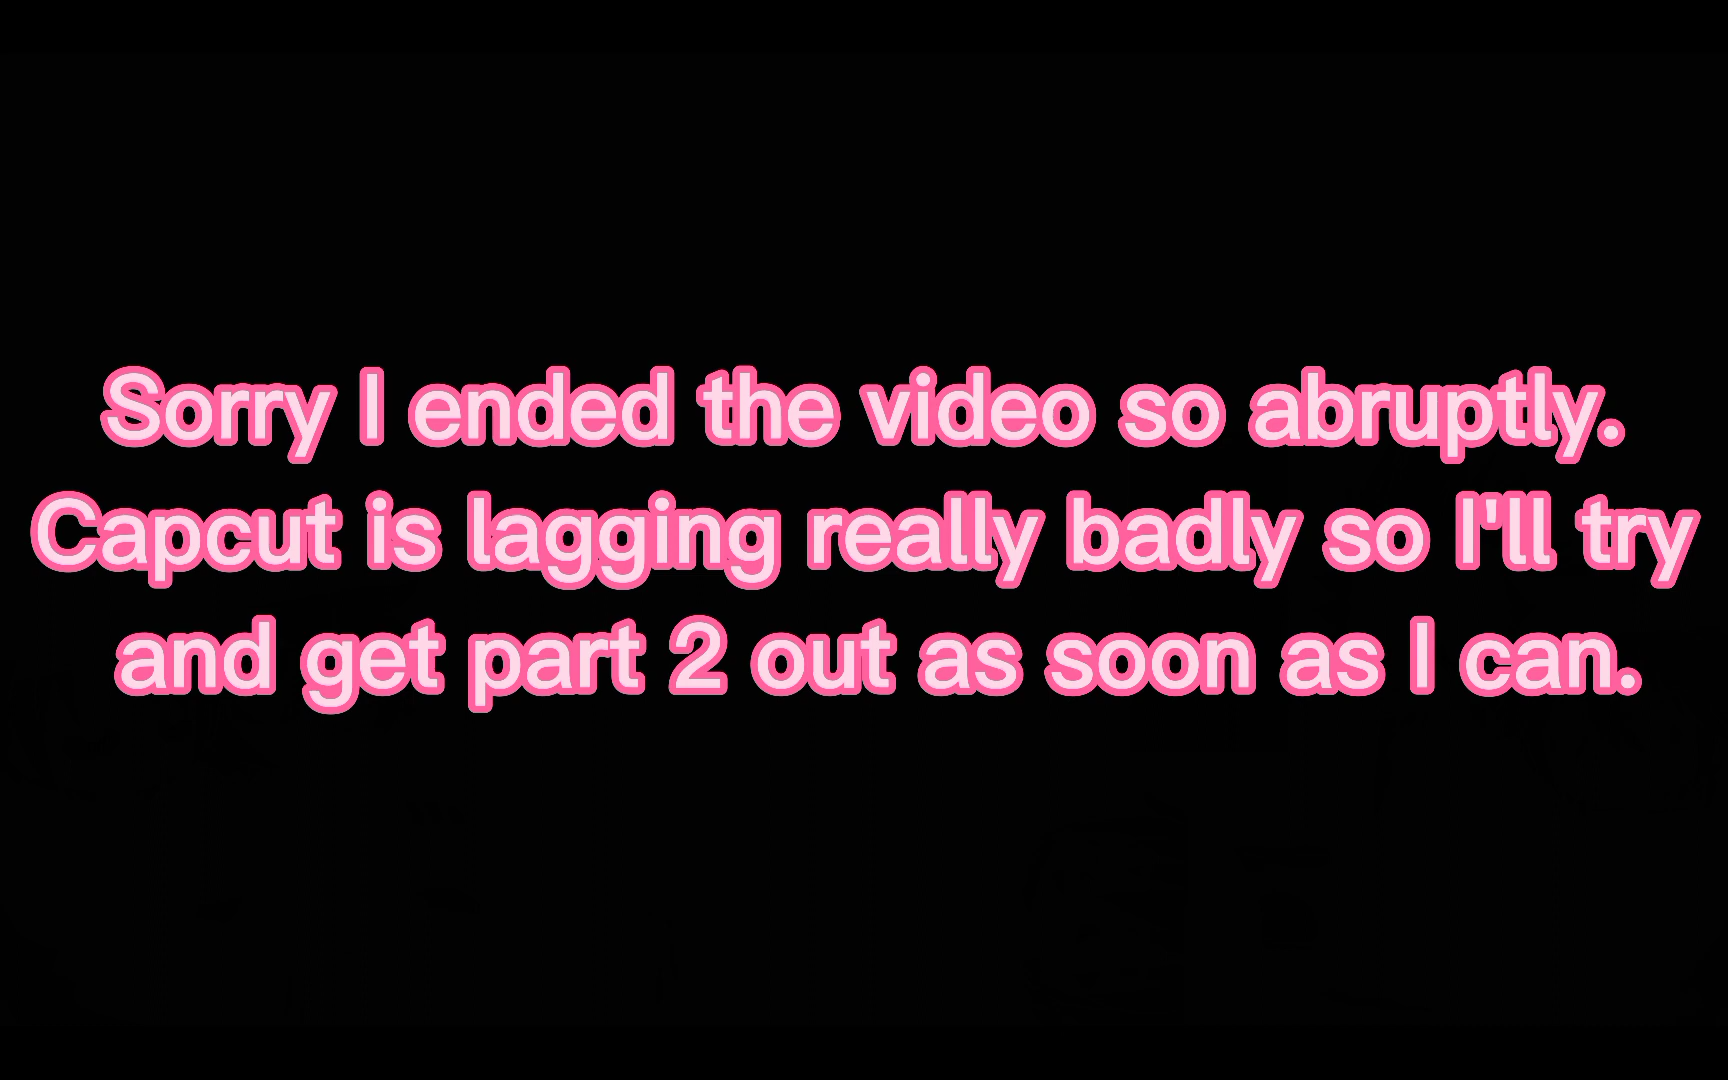 Sorry I ended the video so abruptly.
Capcut is lagging really badly so I'll try
and get part 2 out as soon as I can.